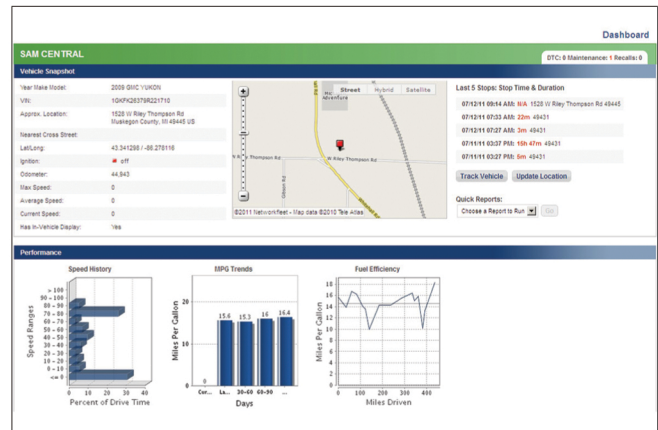 Dashboard
SAM CENTRAL
DTC: 0 Maintenance: 1 Recalls: 0
Vehicle Snapshot
Year Make Model: 2009 GMC YUKON
VIN: 1GKFK26379R221710
Approx. Location: 1528 W Riley Thompson Rd
Muskegon County, MI 49445 US
Nearest Cross Street:
Lat/Long: 43.341298 / -86.278116
Ignition: off
Odometer: 44,943
Max Speed: 0
Average Speed: 0
Current Speed: 0
Has In-Vehicle Display: Yes
Street Hybrid Satellite
Adventure
Thompson Rd
W Riley Thompson Rd
Gibson Rd
©2011 Networkfleet - Map data ©2010 Tele Atlas
Last 5 Stops: Stop Time & Duration
07/12/11 09:14 AM: N/A 1528 W Riley Thompson Rd 49445
07/12/11 07:33 AM: 22m 49431
07/12/11 07:27 AM: 3m 49431
07/11/11 03:37 PM: 15h 47m 49431
07/11/11 03:27 PM: 6m 49431
Track Vehicle Update Location
Quick Reports:
Choose a Report to Run Go
Performance
Speed History
Speed Ranges
> 100
90 - 100
80 - 90
70 - 80
60 - 70
50 - 60
40 - 50
30 - 40
20 - 30
10 - 20
0 - 10
<= 0
0 10 20 30 40
Percent of Drive Time
MPG Trends
Miles Per Gallon
20
10
0
0 15.6 15.3 16 16.4
Cur... La... 30-60 60-90 ...
Days
Fuel Efficiency
Miles Per Gallon
18
16
14
12
10
8
6
4
2
0
0 100 200 300 400
Miles Driven